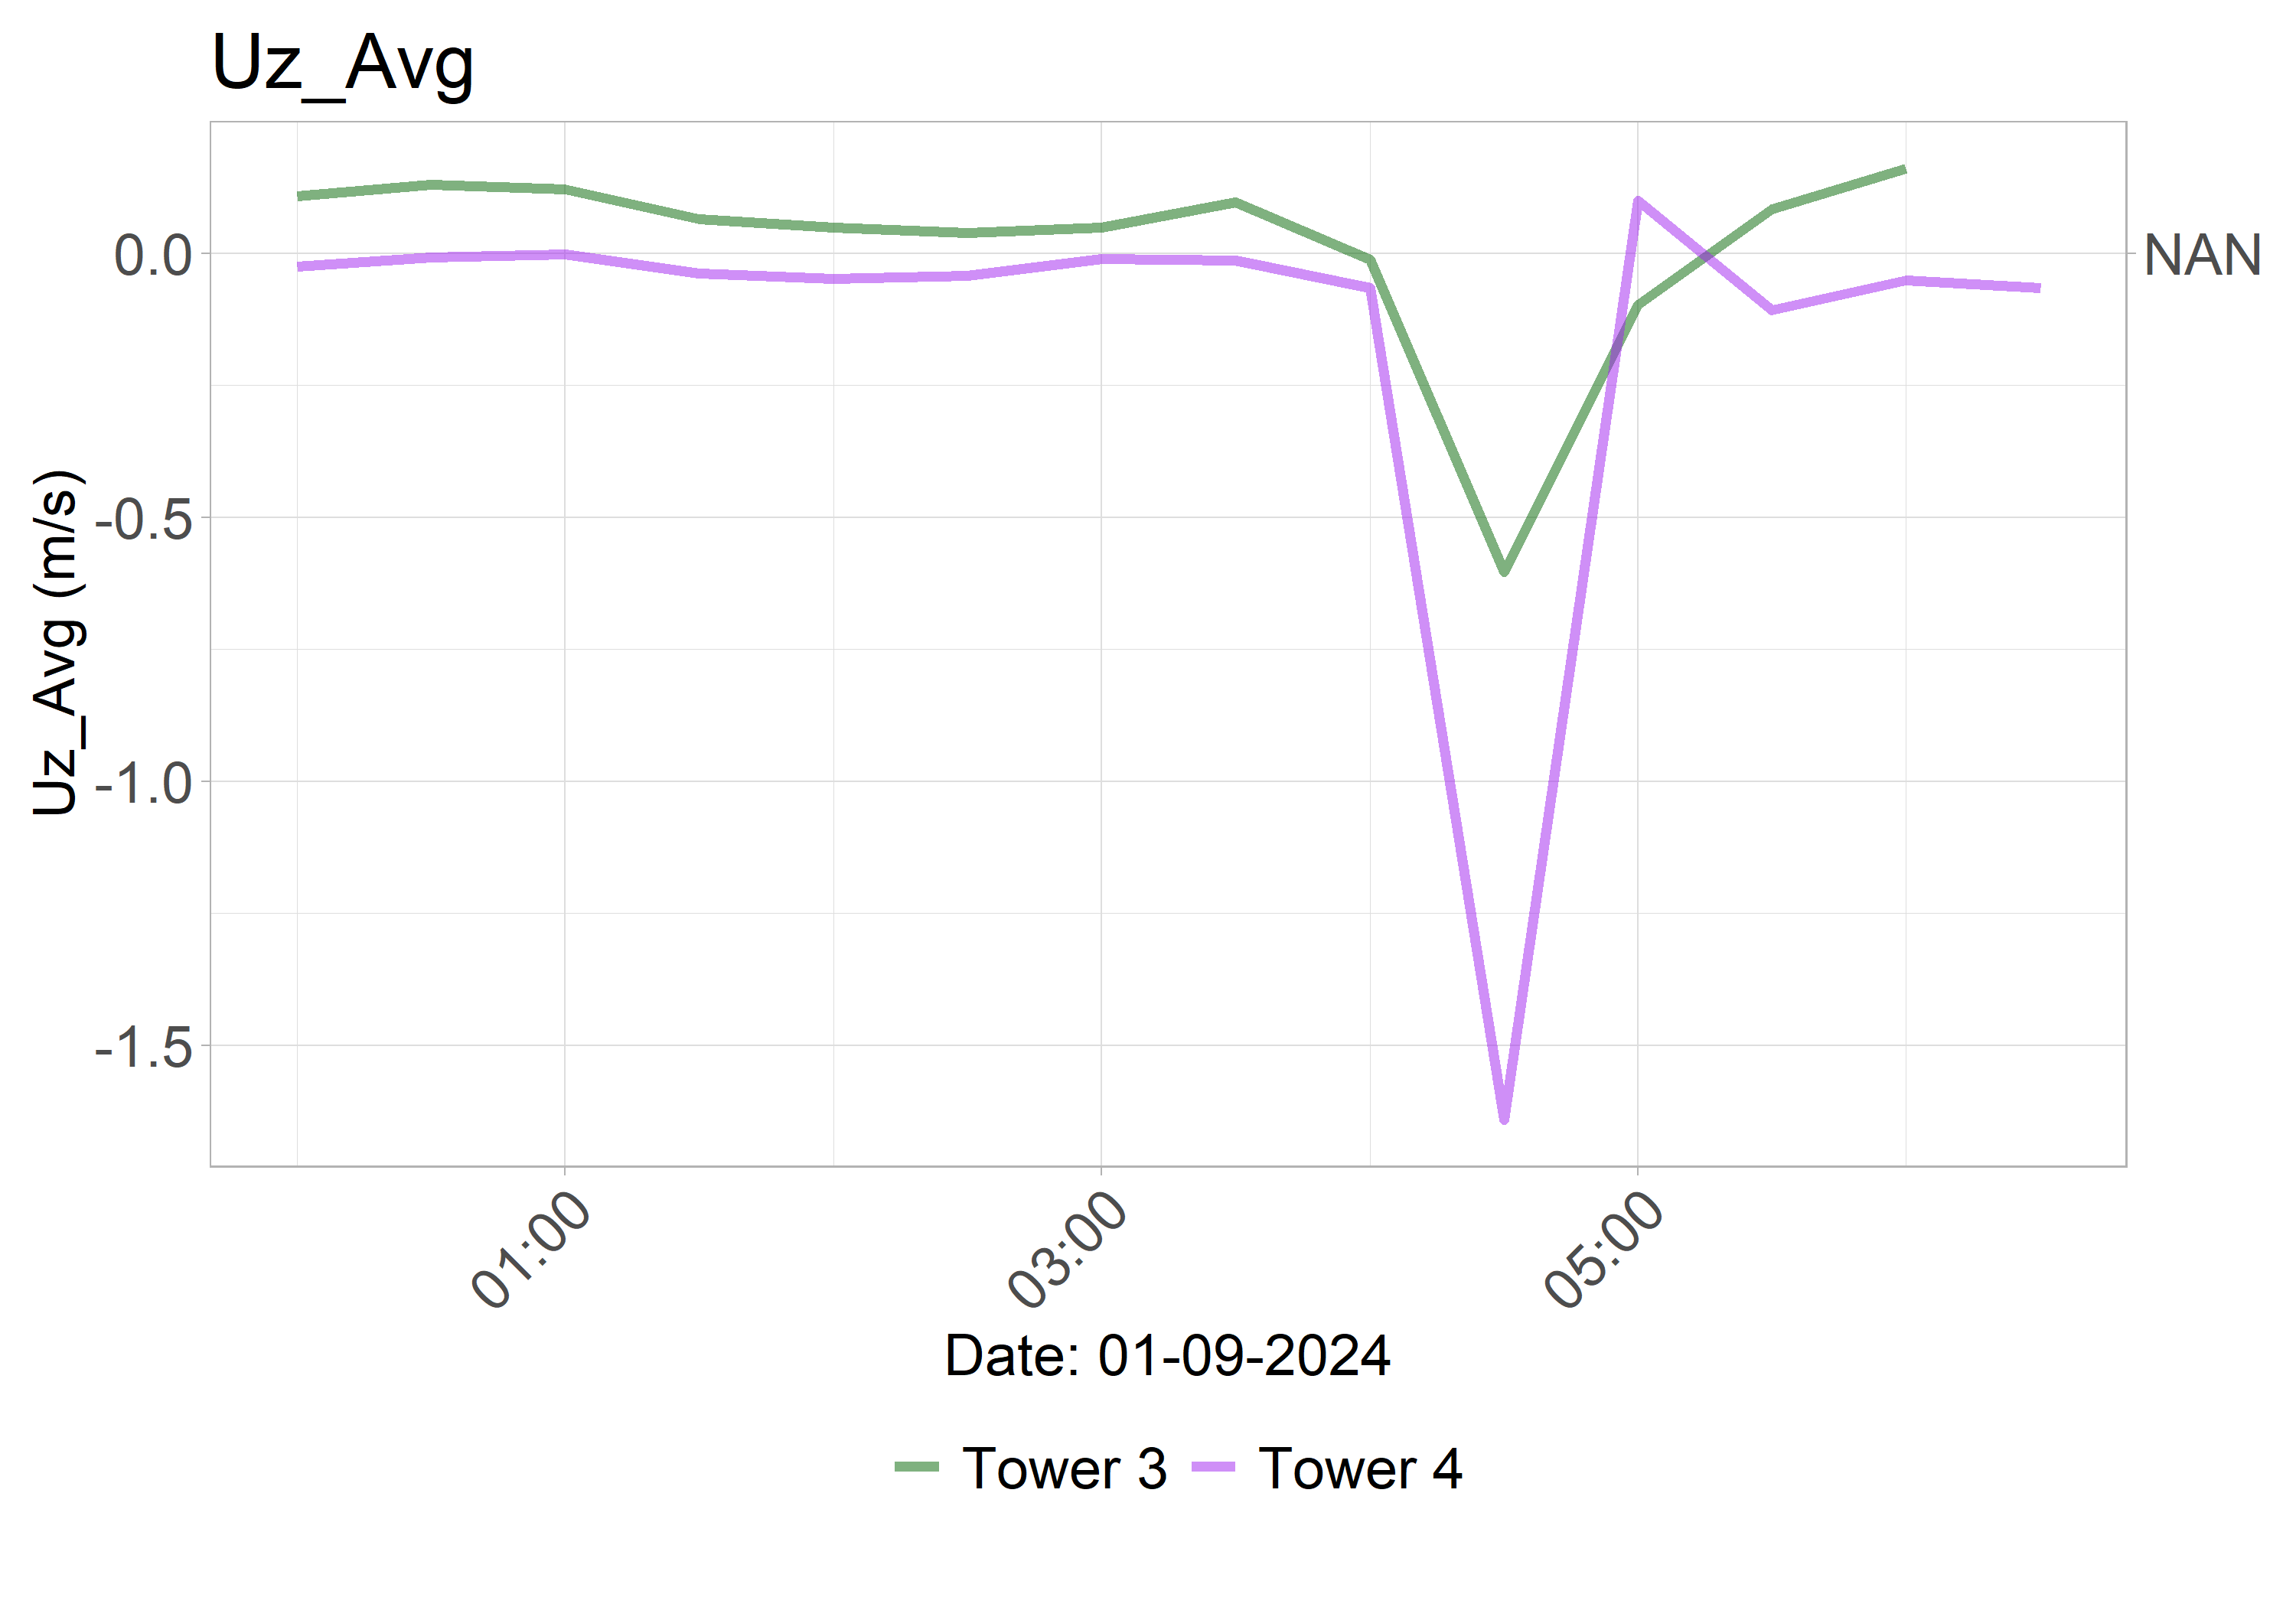 Uz_Avg
Uz_Avg (m/s)
0.0
-0.5
-1.0
-1.5
NAN
01:00
03:00
05:00
Date: 01-09-2024
Tower 3
Tower 4